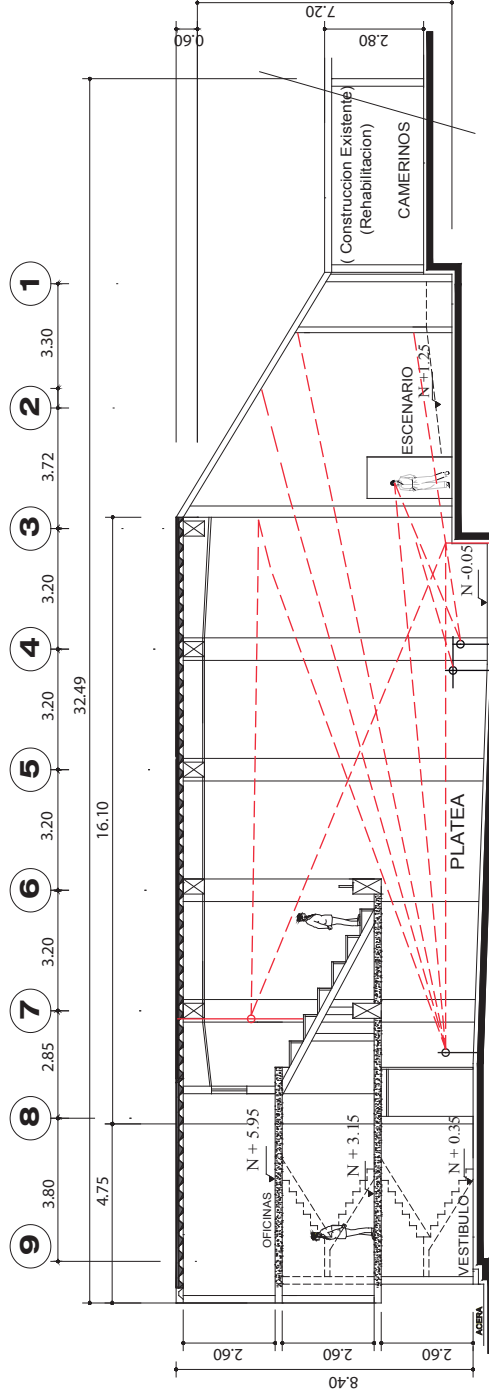 9 8 7 6 5 4 3 2 1
3.80 2.85 3.20 3.20 3.20 3.20 3.72 3.30
32.49
4.75 16.10
0.60
7.20
2.80
( Construccion Existente)
(Rehabilitacion)
CAMERINOS
ESCENARIO
N +1.25
N -0.05
PLATEA
OFICINAS
N + 5.95
N + 3.15
N + 0.35
VESTIBULO
ACERA
2.60
2.60
2.60
8.40